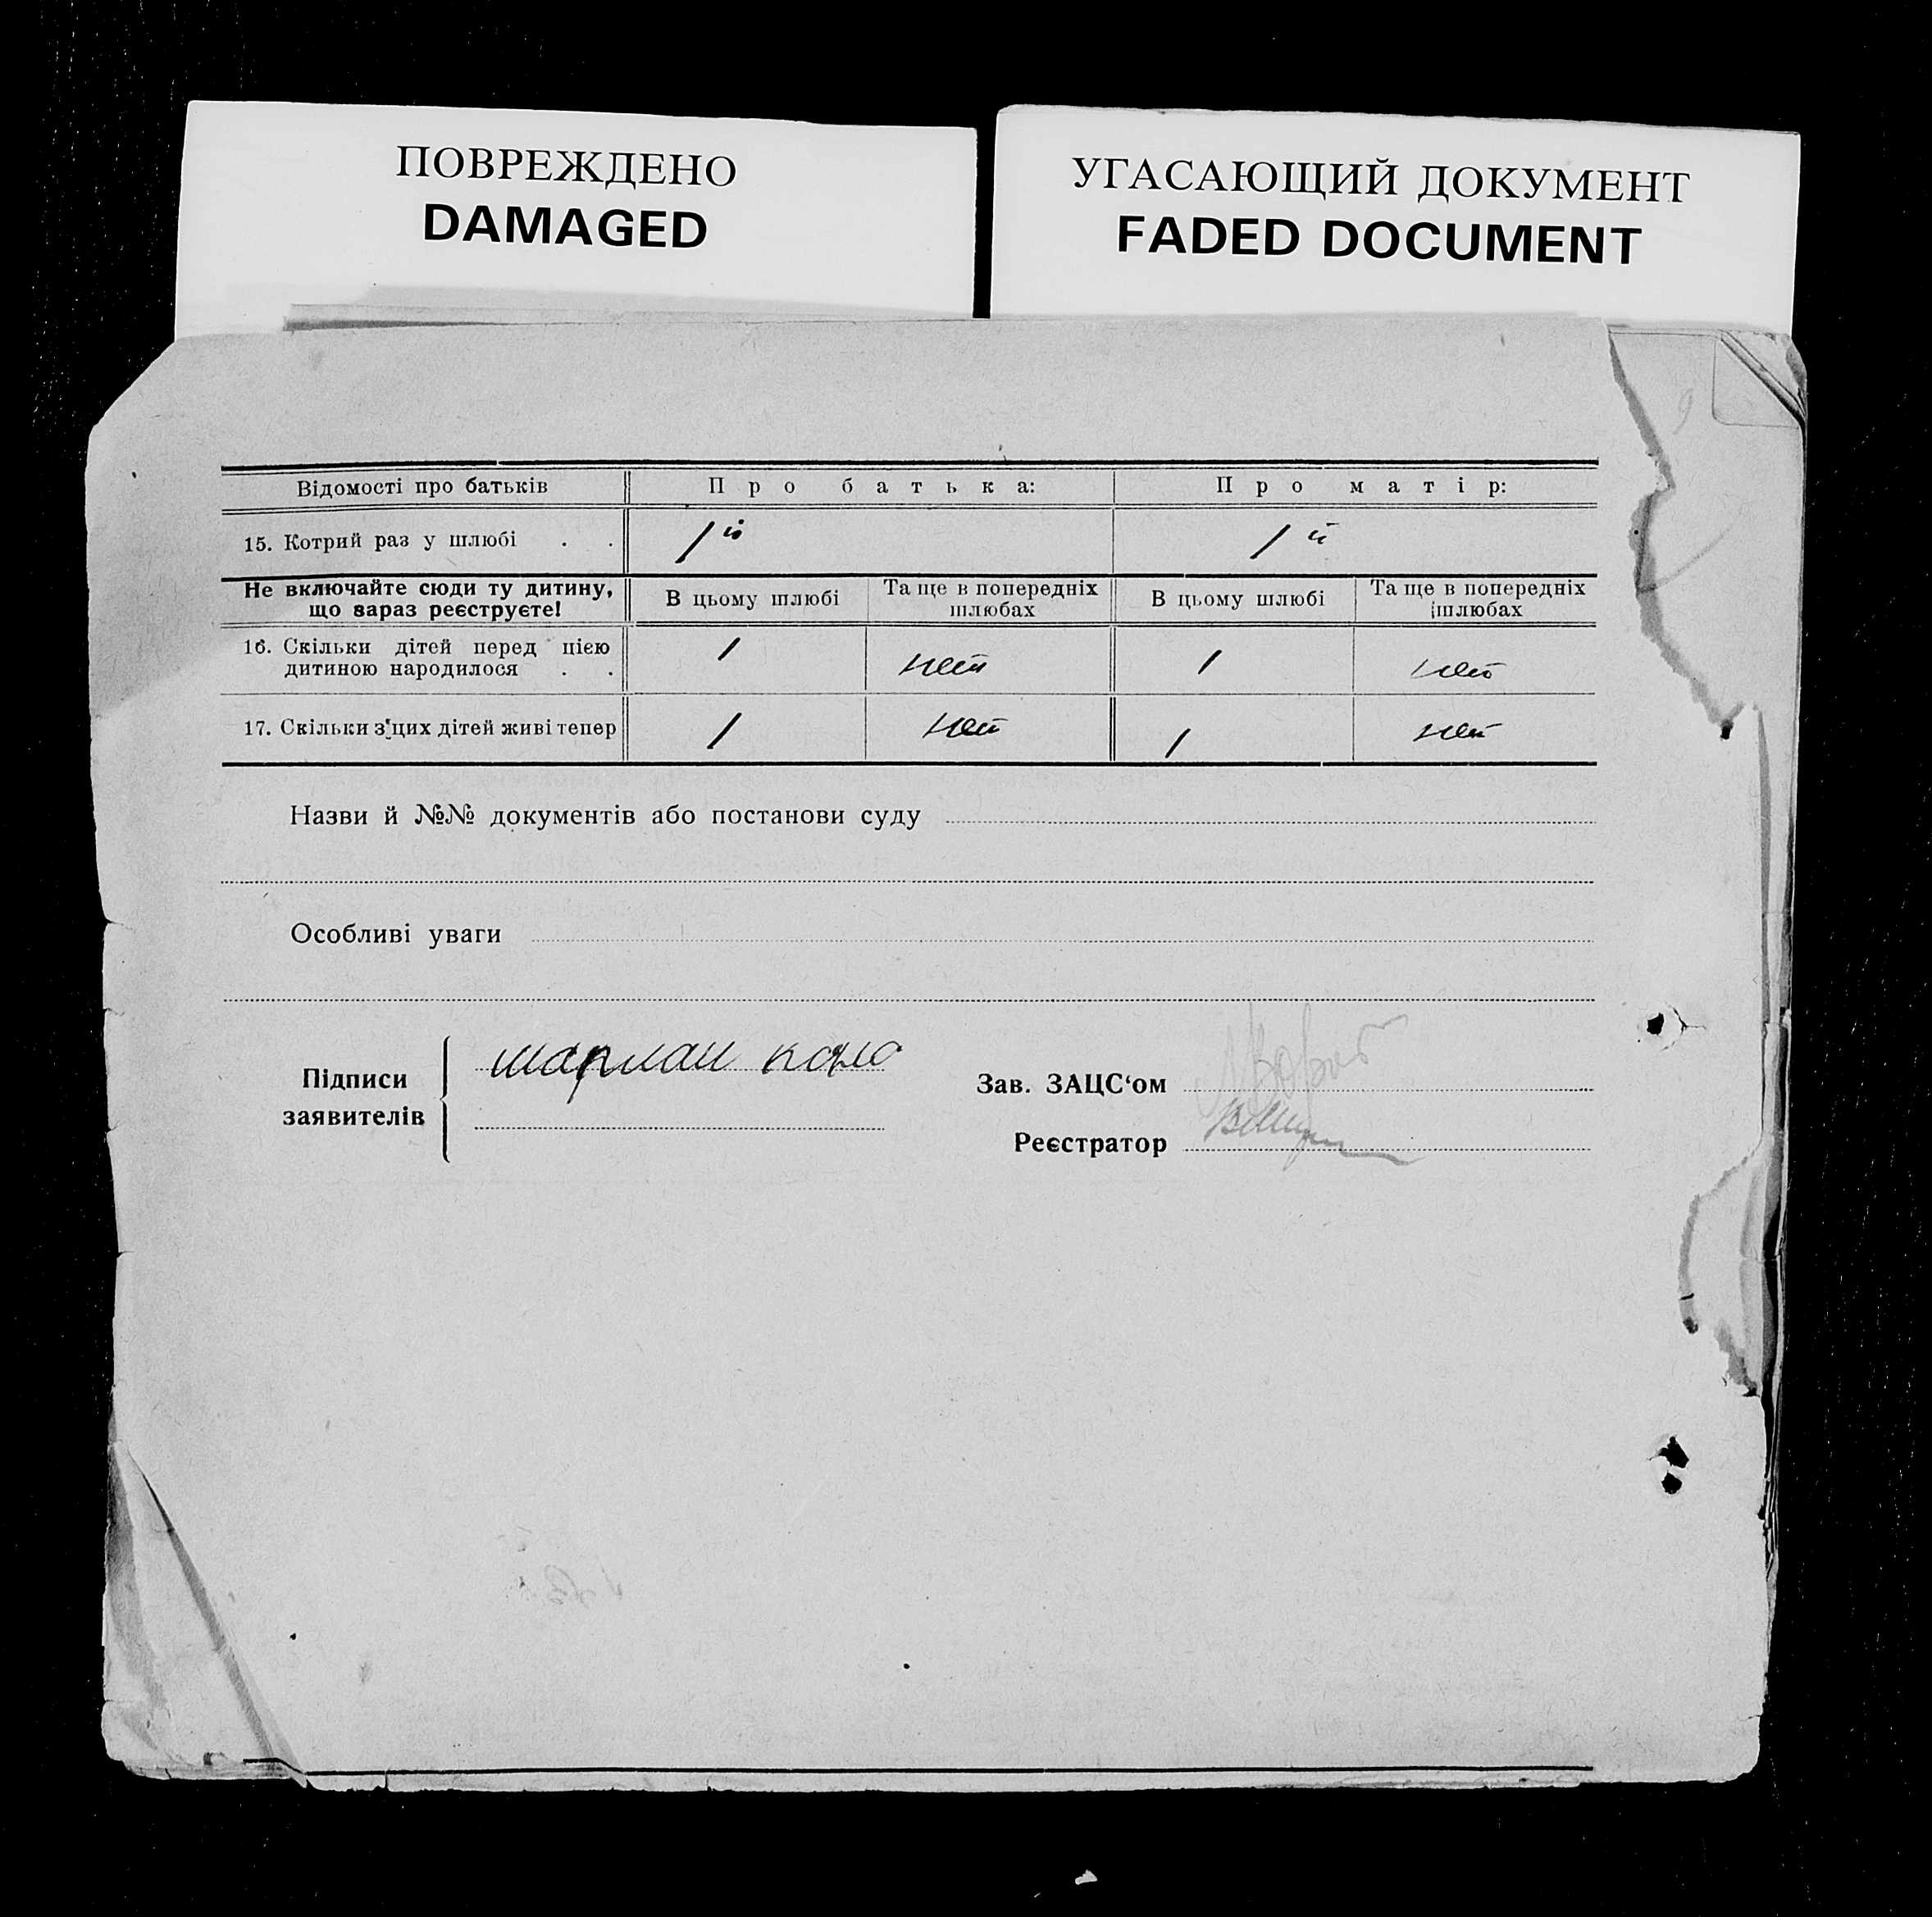 ПОВРЕЖДЕНО
DAMAGED
УГАСАЮЩИЙ ДОКУМЕНТ
FADED DOCUMENT
Відомості про батьків Про батька: Про матір:
15. Котрий раз у шлюбі . . 1й 1й
Не включайте сюди ту дитину, що вараз реєструєте! В цьому шлюбі Та ще в попередніх шлюбах В цьому шлюбі Та ще в попередніх шлюбах
16. Скільки дітей перед цією дитиною народилося . . 1 нет 1 нет
17. Скільки з'цих дітей живі тепер 1 нет 1 нет
Назви й №№ документів або постанови суду
Особливі уваги
Підписи заявителів
Зав. ЗАЦС‘ом
Реєстратор